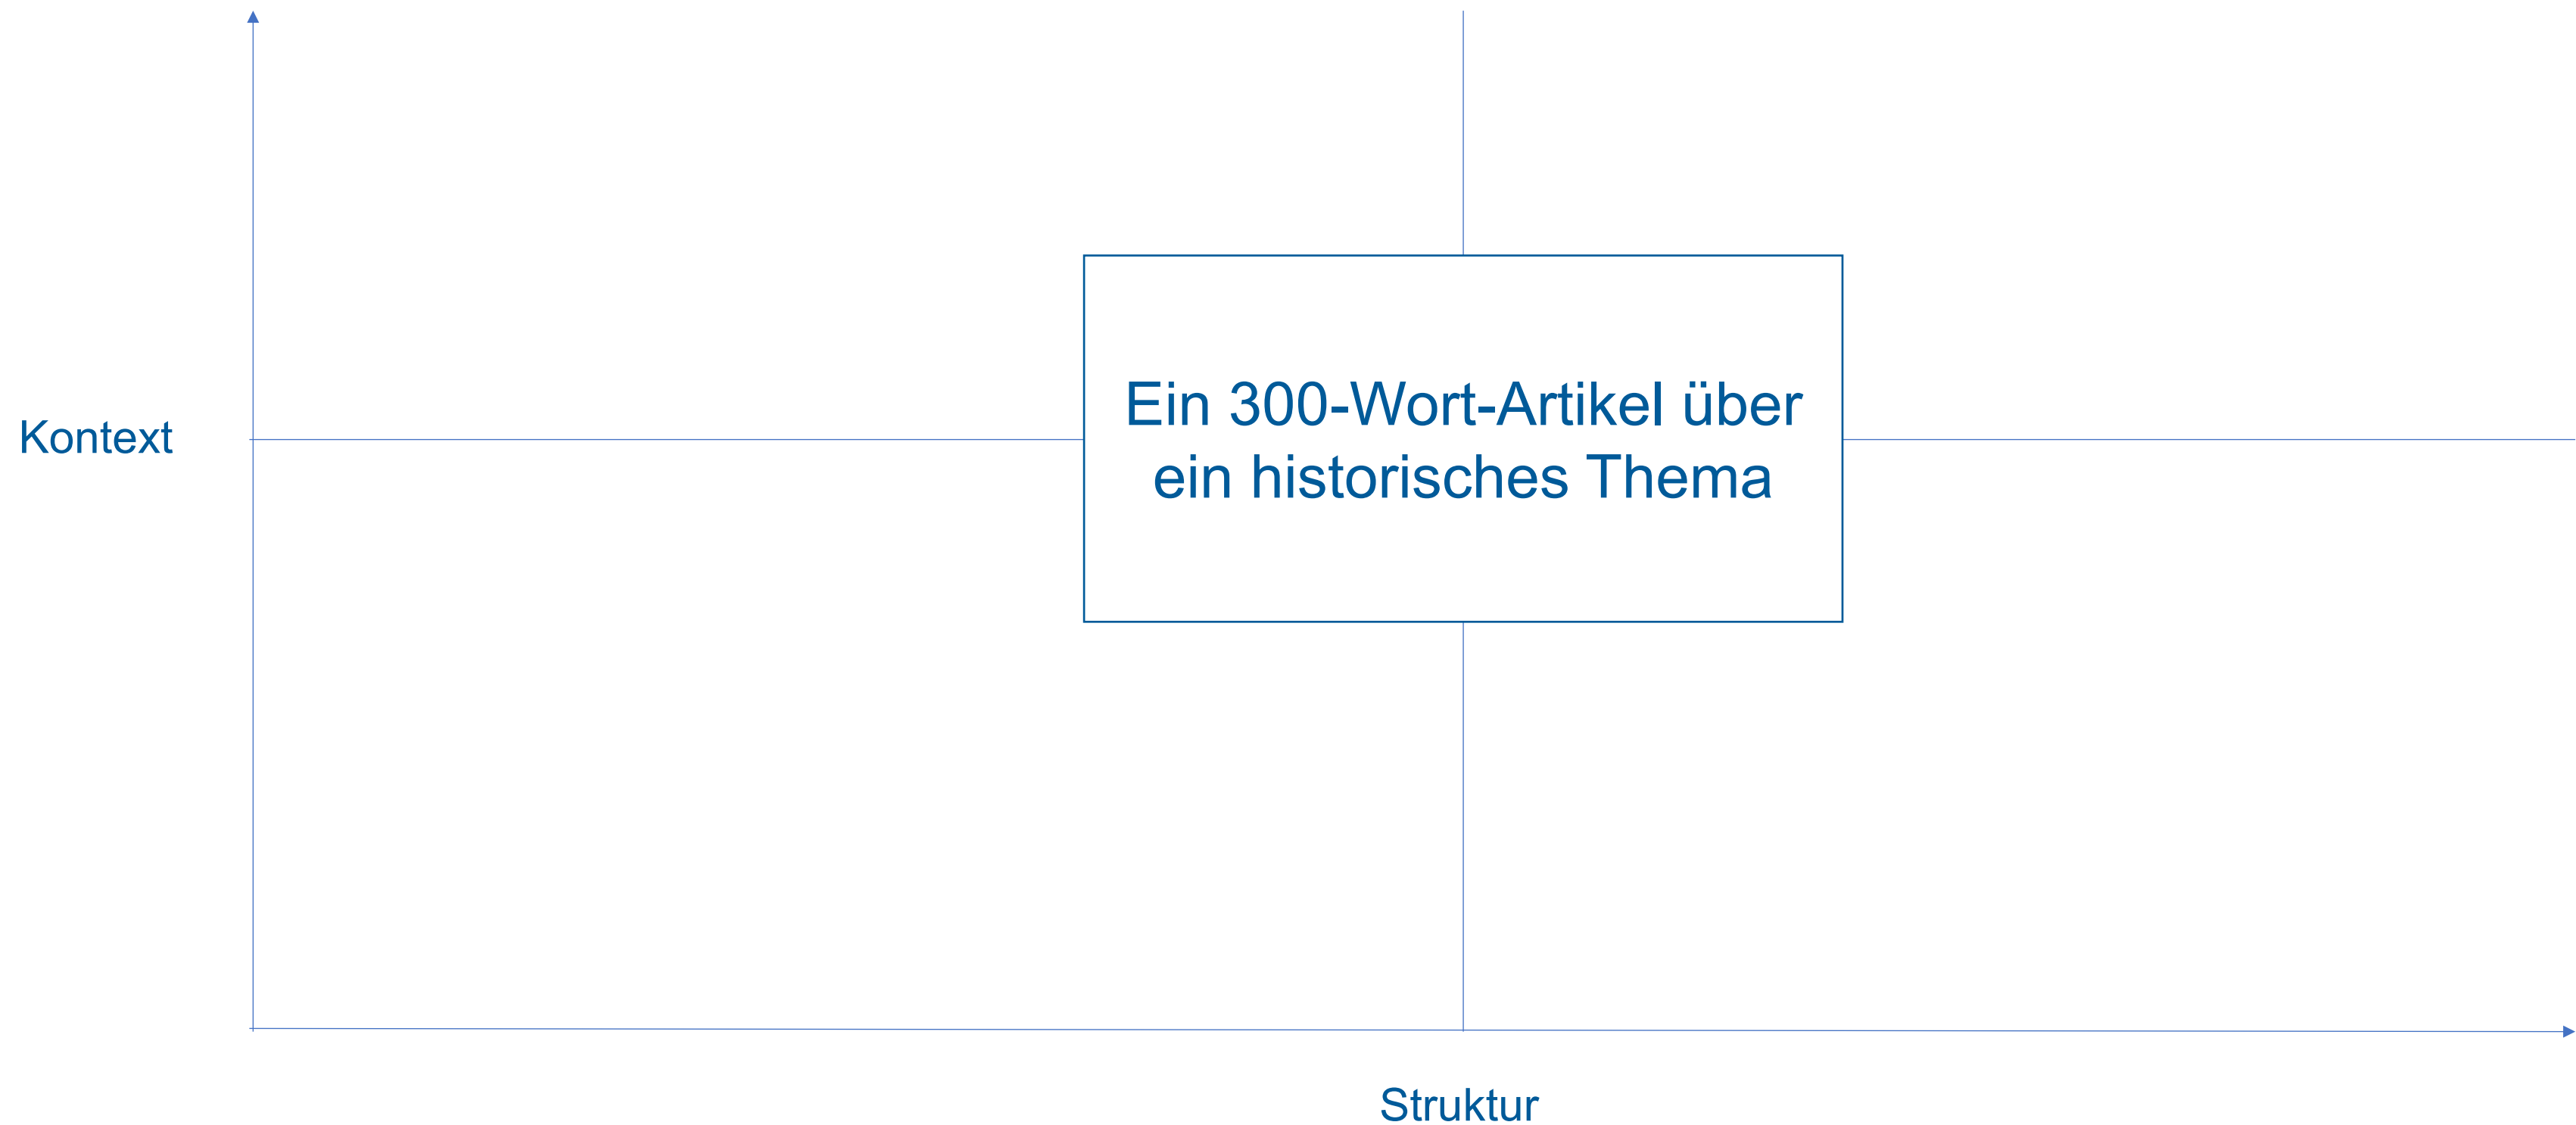 Ein 300-Wort-Artikel über
ein historisches Thema
Kontext
Struktur